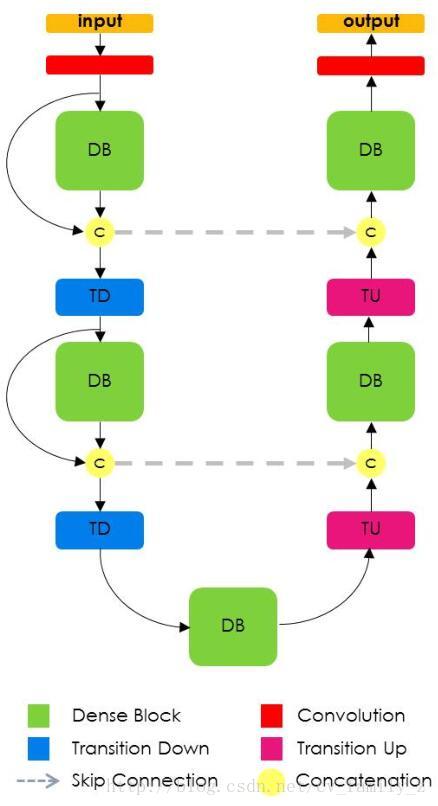 input
output
DB
DB
C
C
TD
TU
DB
DB
C
C
TD
TU
DB
Dense Block
Convolution
Transition Down
Transition Up
Skip Connection
Concatenation
http://blog.csdn.net/cv_family_z